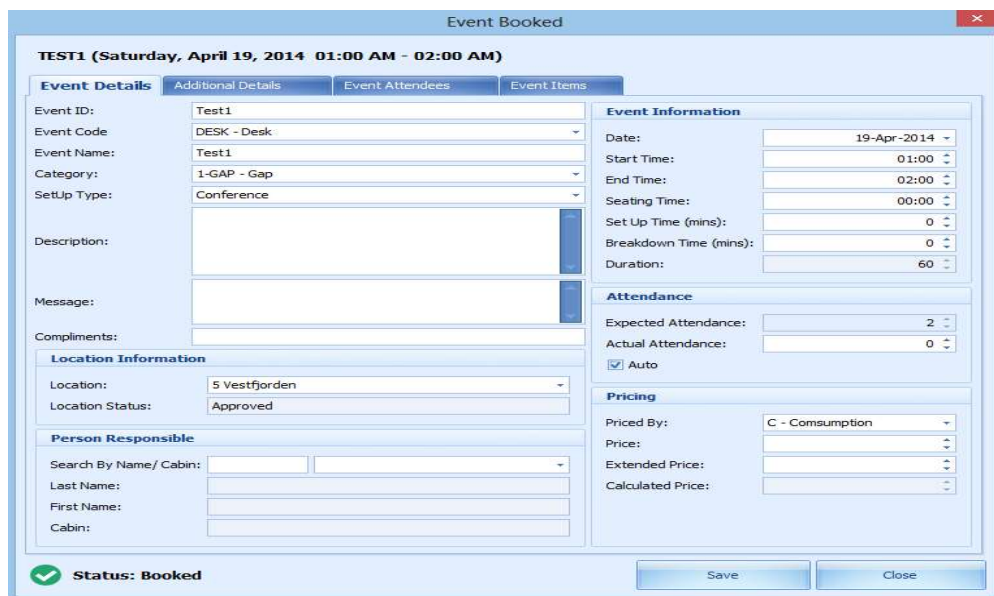 Event Booked
TEST1 (Saturday, April 19, 2014 01:00 AM - 02:00 AM)
Event Details Additional Details Event Attendees Event Items
Event ID: Test1
Event Code DESK - Desk
Event Name: Test1
Category: 1-GAP - Gap
SetUp Type: Conference
Description:
Message:
Compliments:
Location Information
Location: 5 Vestfjorden
Location Status: Approved
Person Responsible
Search By Name/ Cabin:
Last Name:
First Name:
Cabin:
Event Information
Date: 19-Apr-2014
Start Time: 01:00
End Time: 02:00
Seating Time: 00:00
Set Up Time (mins): 0
Breakdown Time (mins): 0
Duration: 60
Attendance
Expected Attendance: 2
Actual Attendance: 0
Auto
Pricing
Priced By: C - Comsumption
Price:
Extended Price:
Calculated Price:
Status: Booked
Save Close